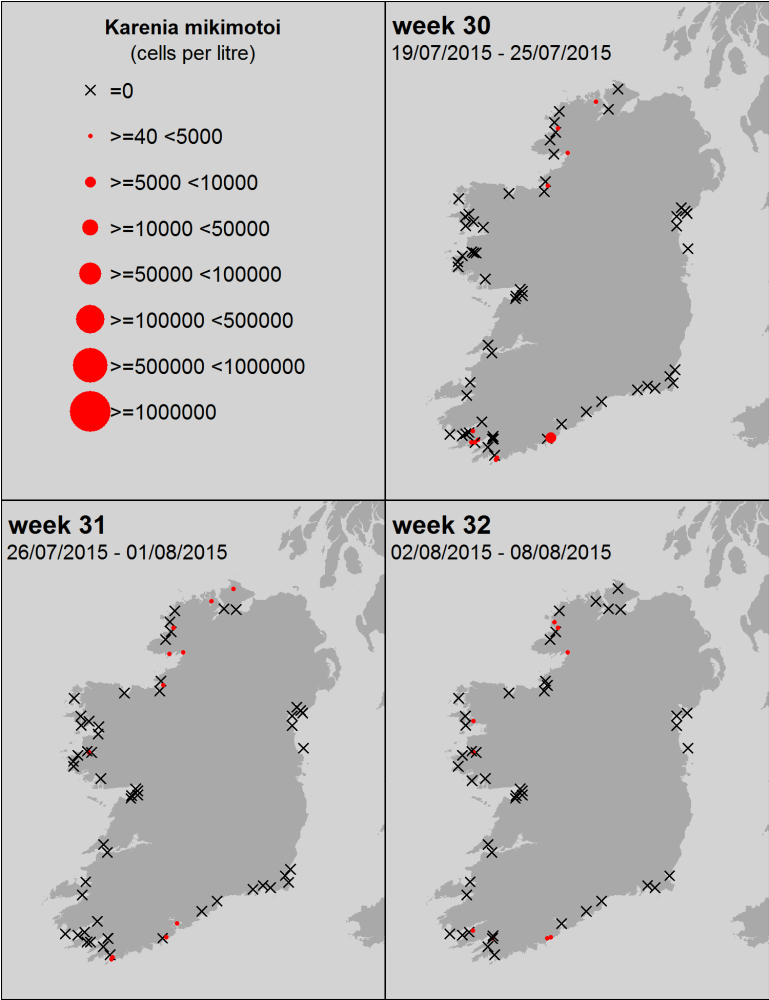 Karenia mikimotoi
(cells per litre)
=0
>=40 <5000
>=5000 <10000
>=10000 <50000
>=50000 <100000
>=100000 <500000
>=500000 <1000000
>=1000000
week 30
19/07/2015 - 25/07/2015
week 31
26/07/2015 - 01/08/2015
week 32
02/08/2015 - 08/08/2015